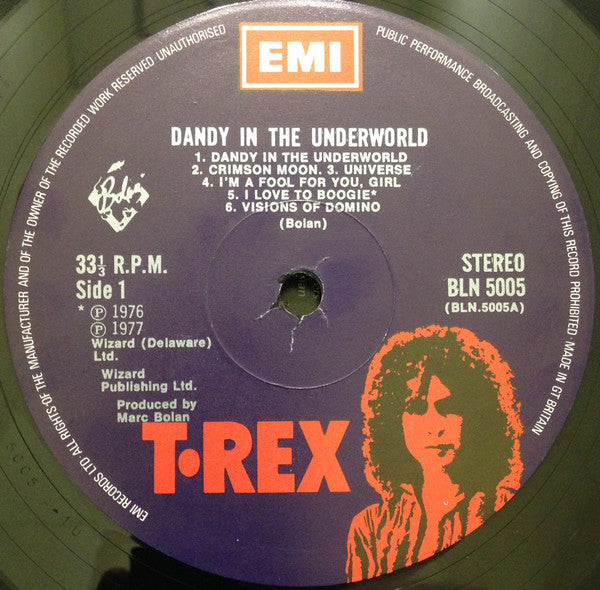 EMI
MANUFACTURER AND OF THE OWNER OF THE RECORDED WORK RESERVED UNAUTHORISED
PUBLIC PERFORMANCE BROADCASTING AND COPYING OF THIS RECORD PROHIBITED · MADE IN GT BRITAIN
EMI RECORDS LTD · ALL RIGHTS OF THE
DANDY IN THE UNDERWORLD
1. DANDY IN THE UNDERWORLD
2. CRIMSON MOON. 3. UNIVERSE
4. I'M A FOOL FOR YOU, GIRL
5. I LOVE TO BOOGIE*
6. VISIONS OF DOMINO
(Bolan)
Bolan
33⅓ R.P.M.
Side 1
* ℗ 1976
℗ 1977
Wizard (Delaware)
Ltd.
Wizard
Publishing Ltd.
Produced by
Marc Bolan
STEREO
BLN 5005
(BLN.5005A)
T·REX